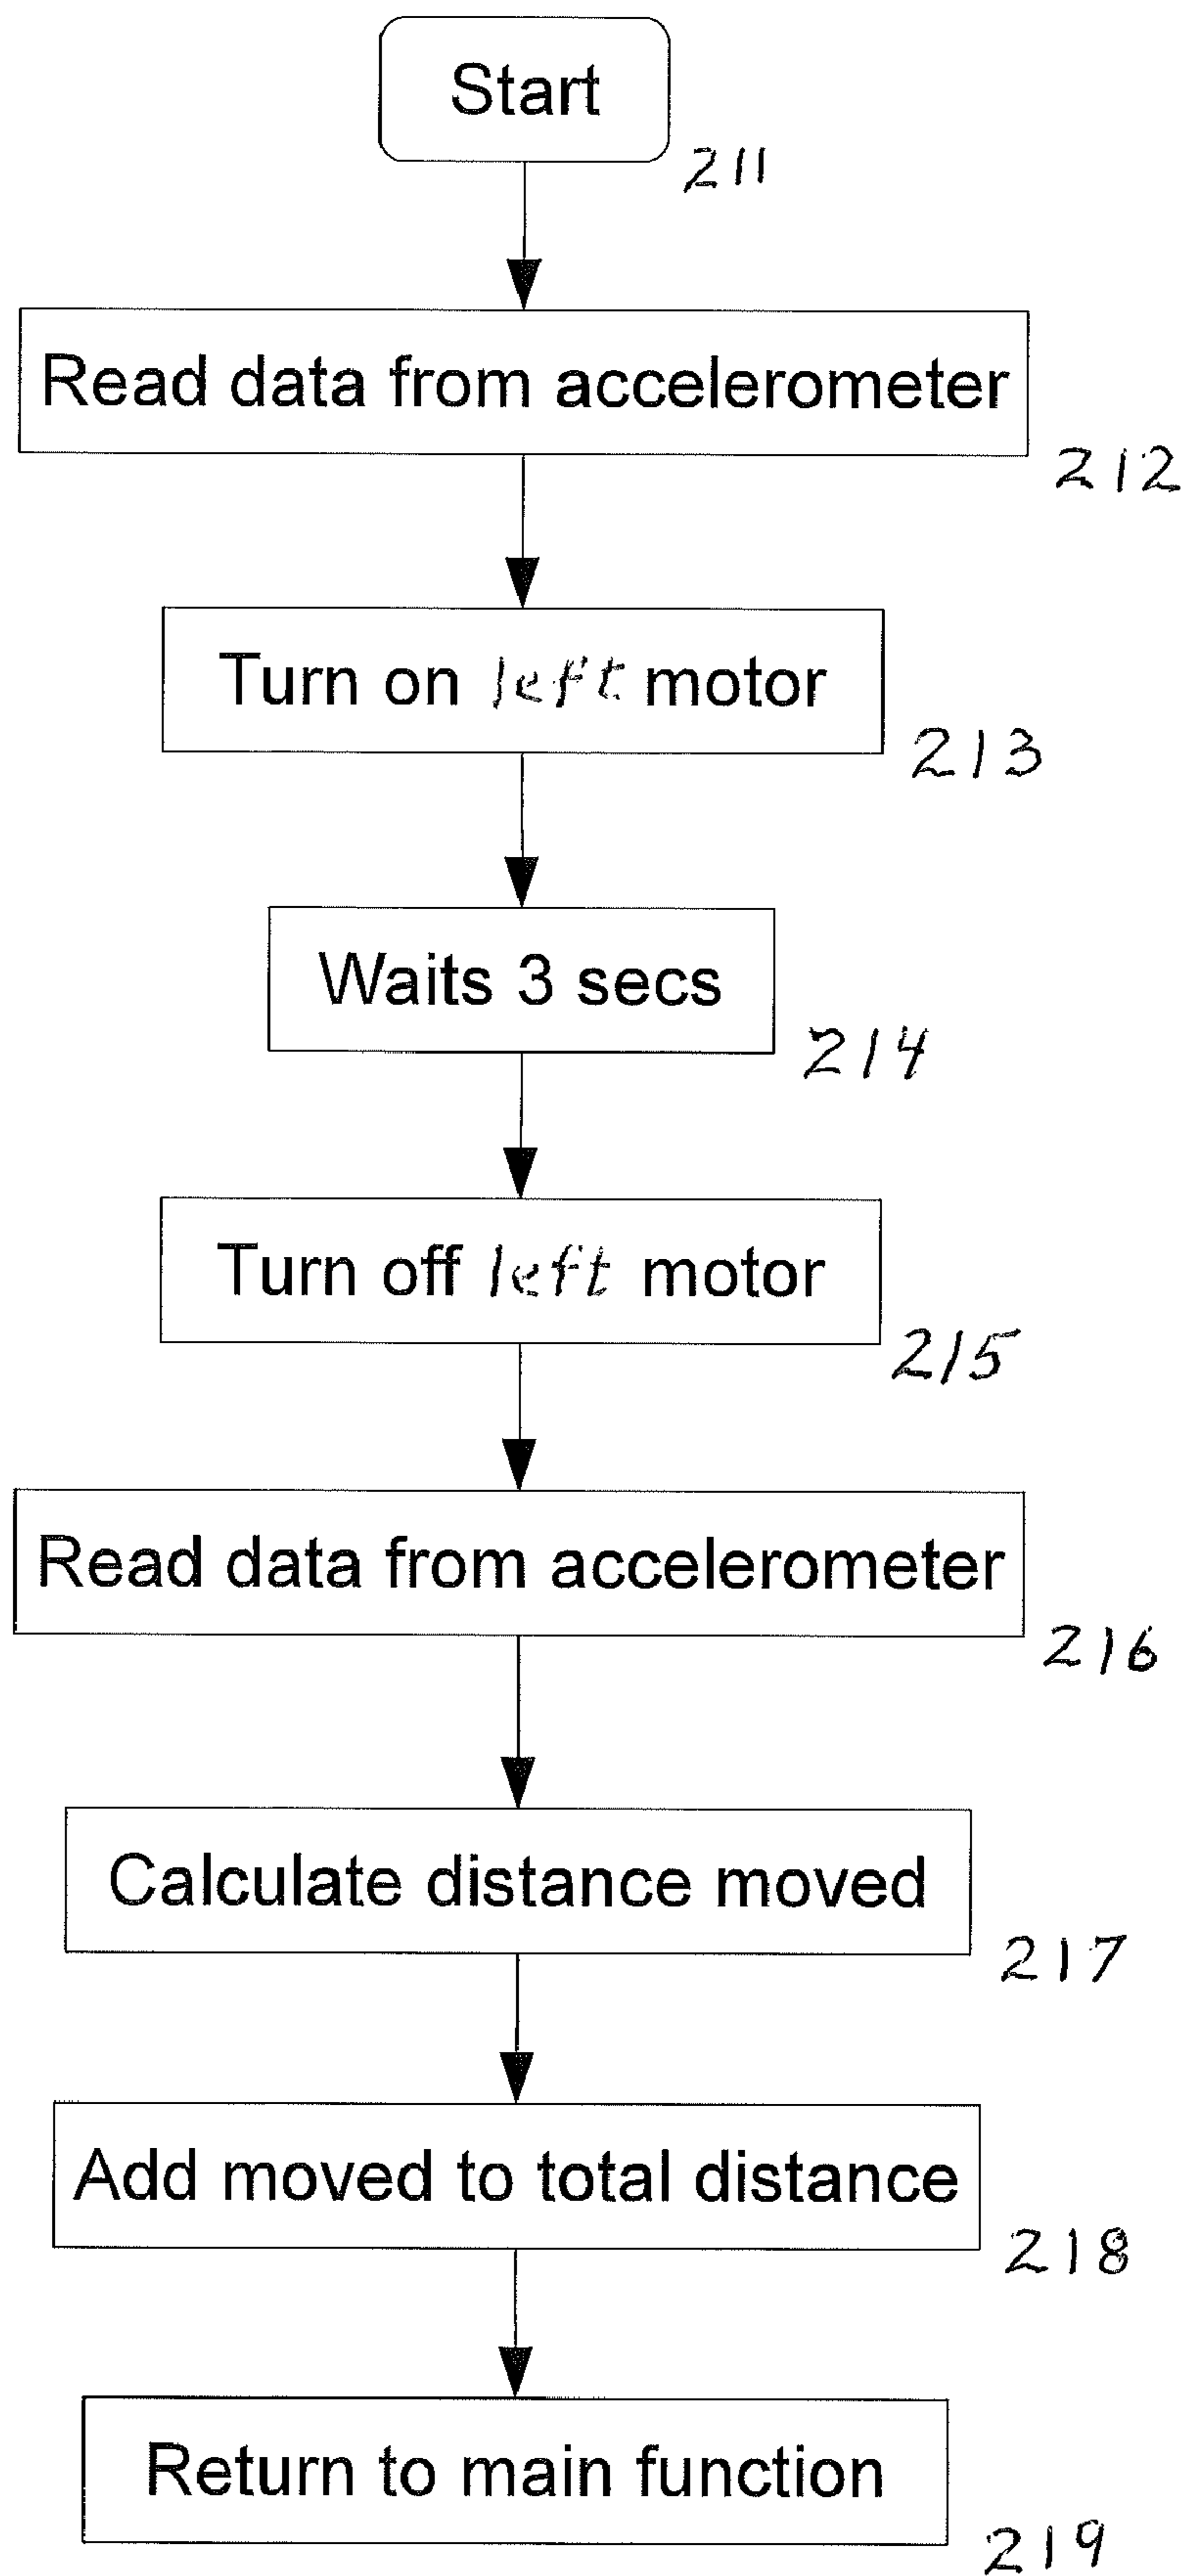 Start
211
Read data from accelerometer
212
Turn on left motor
213
Waits 3 secs
214
Turn off left motor
215
Read data from accelerometer
216
Calculate distance moved
217
Add moved to total distance
218
Return to main function
219